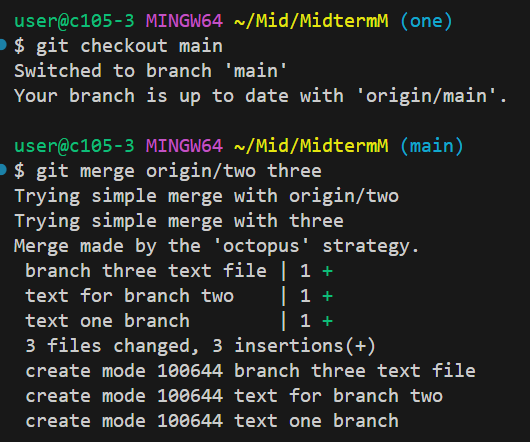 user@c105-3 MINGW64 ~/Mid/MidtermM (one)
$ git checkout main
Switched to branch 'main'
Your branch is up to date with 'origin/main'.

user@c105-3 MINGW64 ~/Mid/MidtermM (main)
$ git merge origin/two three
Trying simple merge with origin/two
Trying simple merge with three
Merge made by the 'octopus' strategy.
 branch three text file | 1 +
 text for branch two    | 1 +
 text one branch        | 1 +
 3 files changed, 3 insertions(+)
 create mode 100644 branch three text file
 create mode 100644 text for branch two
 create mode 100644 text one branch